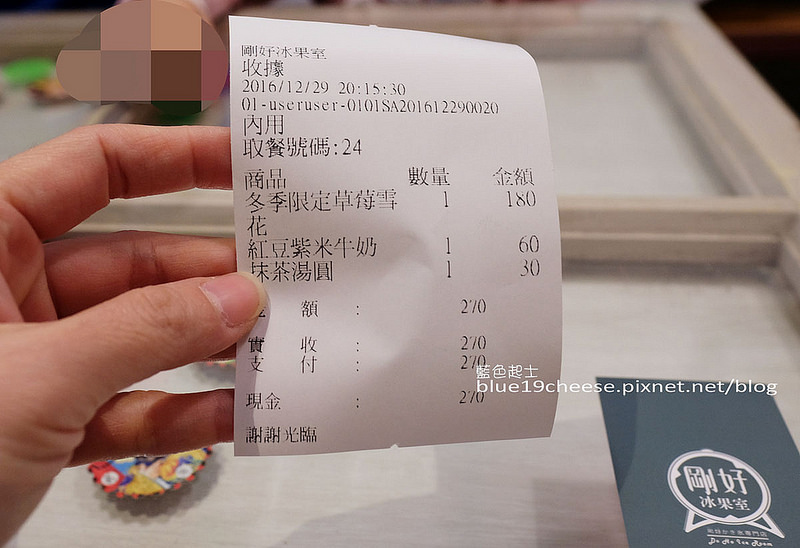 剛好冰果室
收據
2016/12/29 20:15:30
01-useruser-0101SA201612290020
內用
取餐號碼:24
商品 數量 金額
冬季限定草莓雪 1 180
花
紅豆紫米牛奶 1 60
抹茶湯圓 1 30
額 : 270
實 收 : 270
支 付 : 270
現金 : 270
謝謝光臨
藍色起士
blue19cheese.pixnet.net/blog
剛好
冰果室